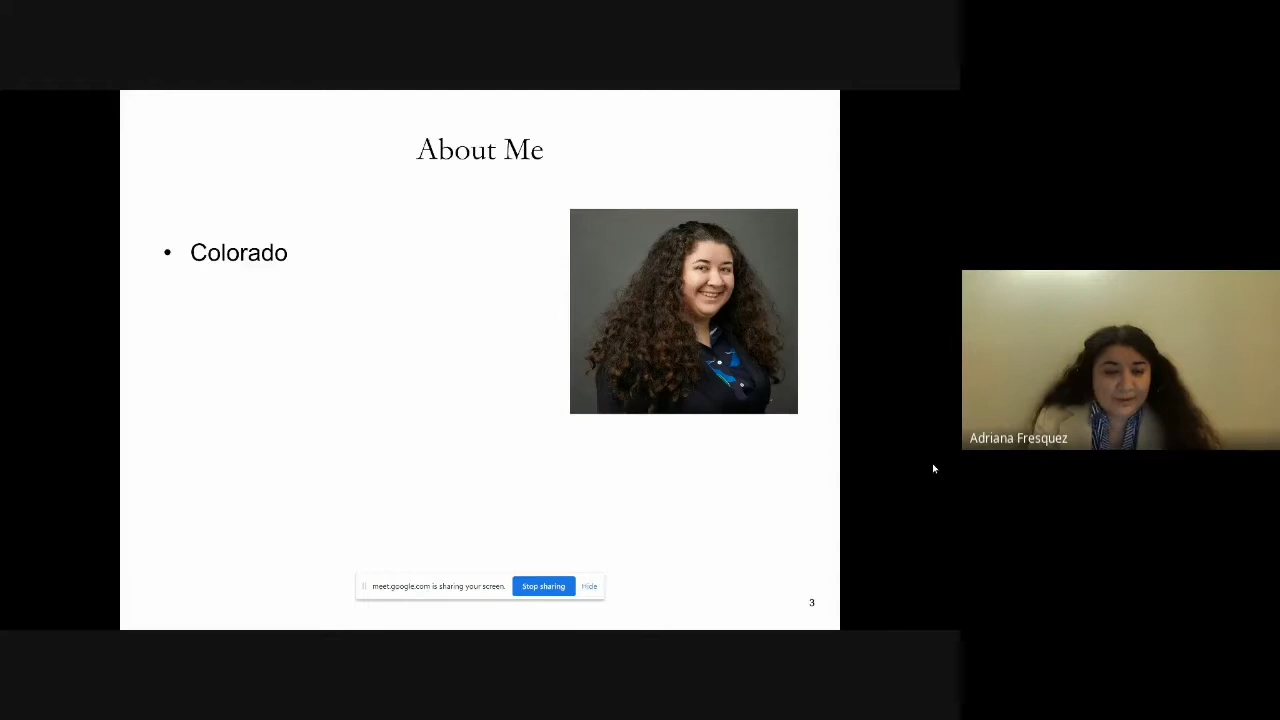 About Me
• Colorado
Adriana Fresquez
meet.google.com is sharing your screen. Stop sharing Hide
3